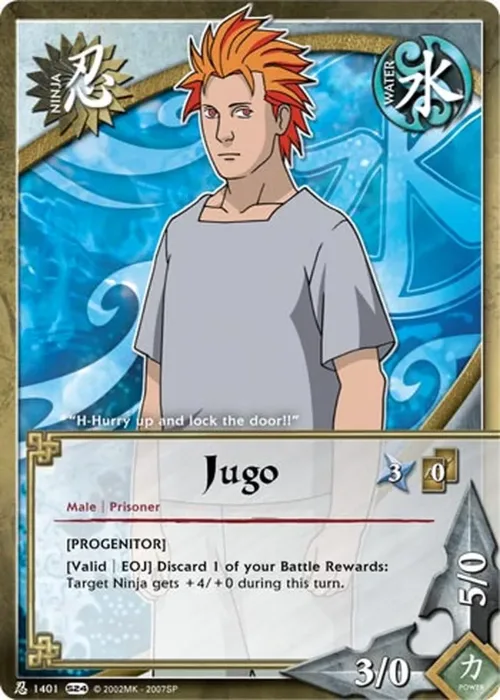 NINJA
忍
WATER
水
"H-Hurry up and lock the door!!"
Jugo
3
0
Male | Prisoner
[PROGENITOR]
[Valid | EOJ] Discard 1 of your Battle Rewards:
Target Ninja gets +4/+0 during this turn.
5/0
3/0
力
POWER
忍 1401 S24 © 2002MK - 2007SP